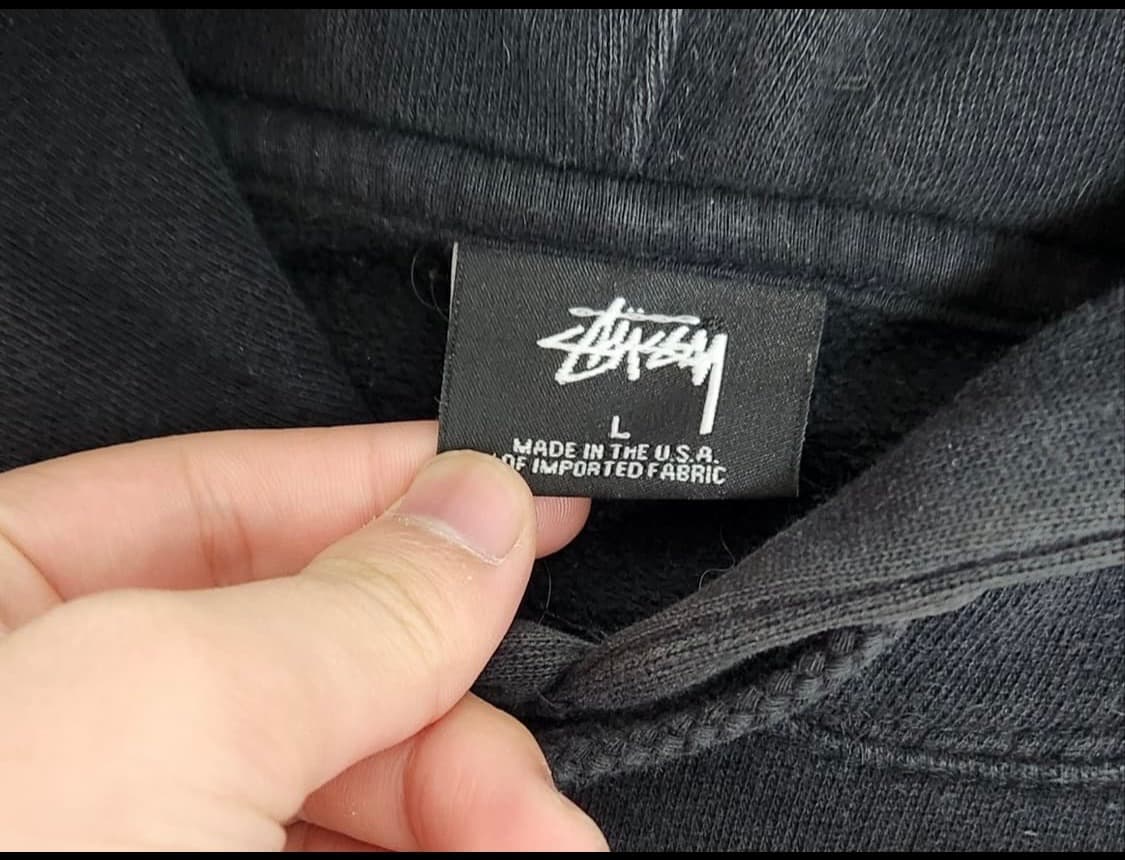 Stüssy
L
MADE IN THE U.S.A.
OF IMPORTED FABRIC